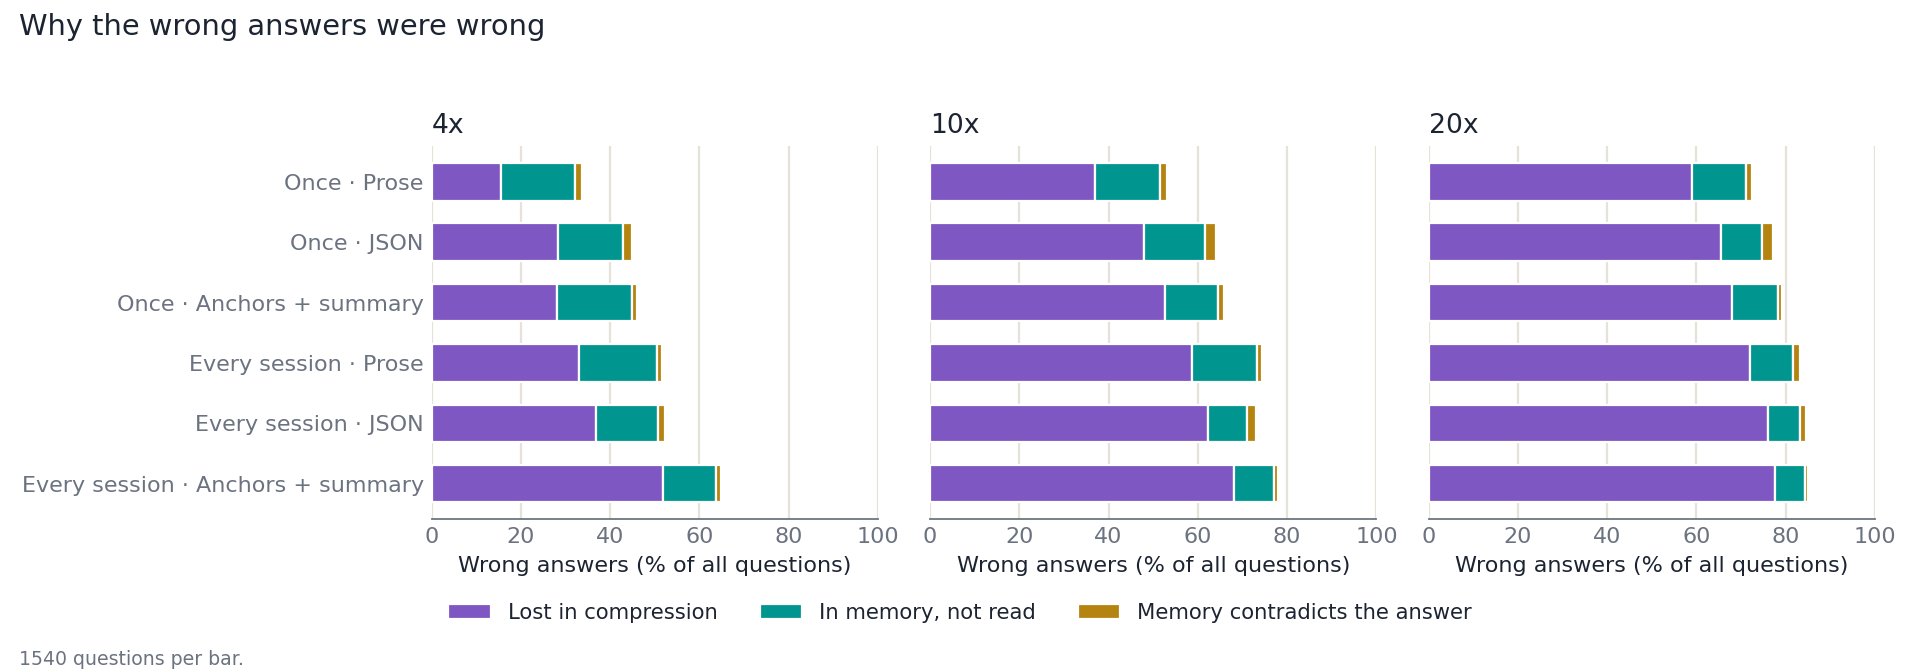 Why the wrong answers were wrong
4x
10x
20x
Once · Prose
Once · JSON
Once · Anchors + summary
Every session · Prose
Every session · JSON
Every session · Anchors + summary
0 20 40 60 80 100
0 20 40 60 80 100
0 20 40 60 80 100
Wrong answers (% of all questions)
Wrong answers (% of all questions)
Wrong answers (% of all questions)
Lost in compression
In memory, not read
Memory contradicts the answer
1540 questions per bar.